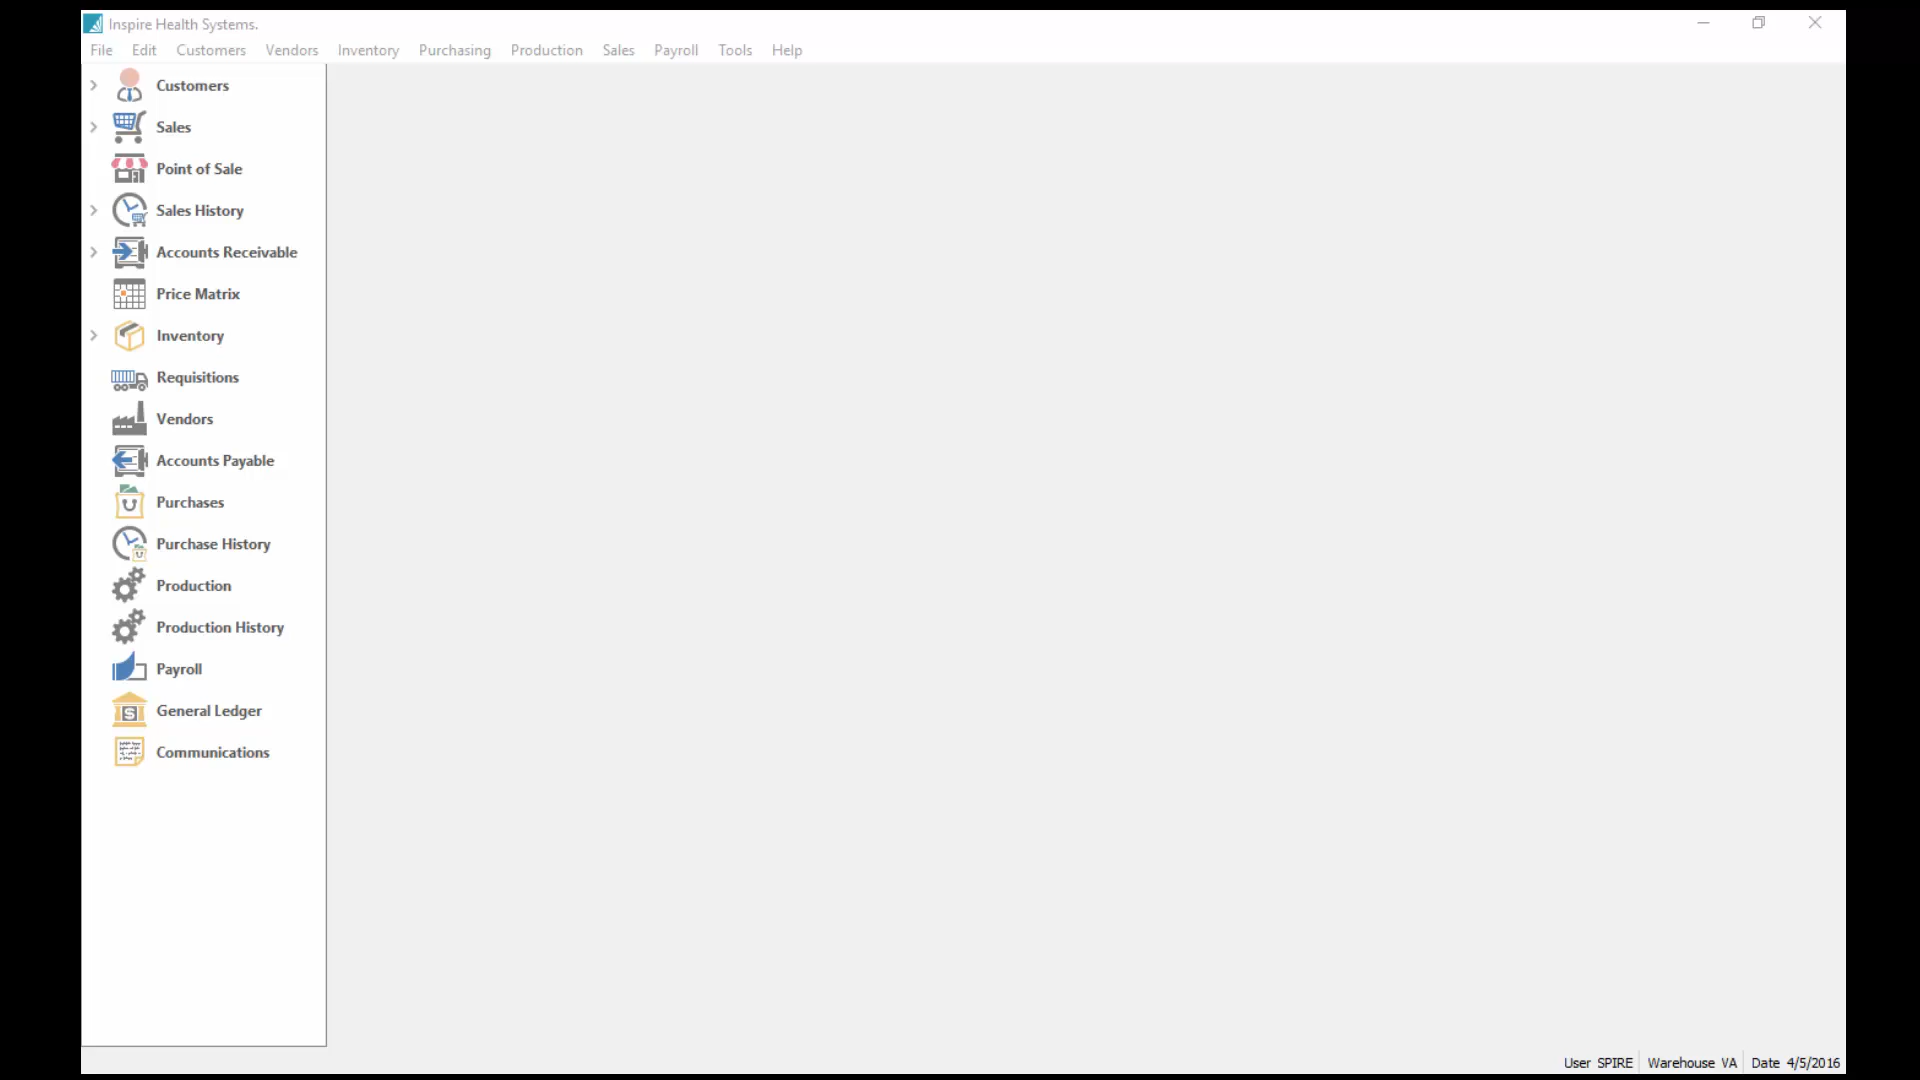 Inspire Health Systems.
File Edit Customers Vendors Inventory Purchasing Production Sales Payroll Tools Help
Customers
Sales
Point of Sale
Sales History
Accounts Receivable
Price Matrix
Inventory
Requisitions
Vendors
Accounts Payable
Purchases
Purchase History
Production
Production History
Payroll
General Ledger
Communications
User SPIRE Warehouse VA Date 4/5/2016